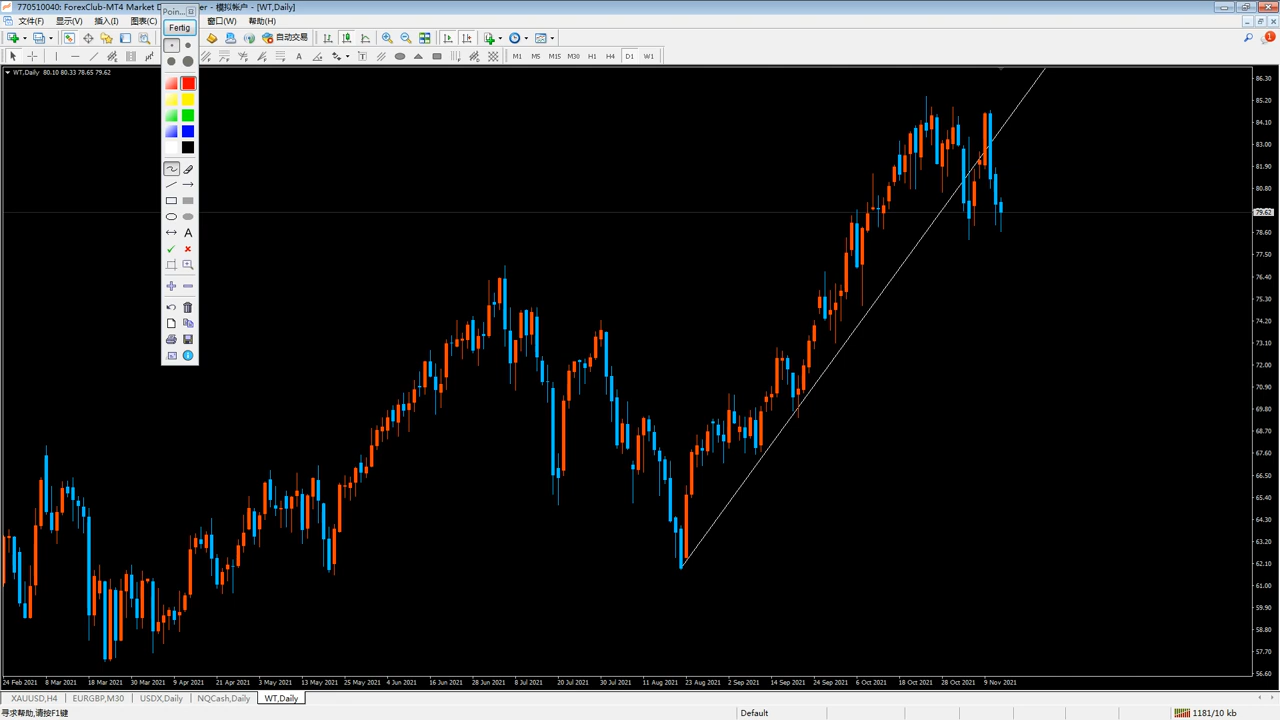 770510040: ForexClub-MT4 Market D
er - 模拟帐户 - [WT,Daily]
Poin...
文件(F) 显示(V) 插入(I) 图表(C) 窗口(W) 帮助(H)
Fertig
自动交易
1
A
M1 M5 M15 M30 H1 H4 D1 W1
WT,Daily 80.10 80.33 78.65 79.62
A
86.30
85.20
84.10
83.00
81.90
80.80
79.62
78.60
77.50
76.40
75.30
74.20
73.10
72.00
70.90
69.80
68.70
67.60
66.50
65.40
64.30
63.20
62.10
61.00
59.90
58.80
57.70
56.60
24 Feb 2021 8 Mar 2021 18 Mar 2021 30 Mar 2021 9 Apr 2021 21 Apr 2021 3 May 2021 13 May 2021 25 May 2021 4 Jun 2021 16 Jun 2021 28 Jun 2021 8 Jul 2021 20 Jul 2021 30 Jul 2021 11 Aug 2021 23 Aug 2021 2 Sep 2021 14 Sep 2021 24 Sep 2021 6 Oct 2021 18 Oct 2021 28 Oct 2021 9 Nov 2021
XAUUSD,H4 EURGBP,M30 USDX,Daily NQCash,Daily WT,Daily
寻求帮助,请按F1键 Default 1181/10 kb